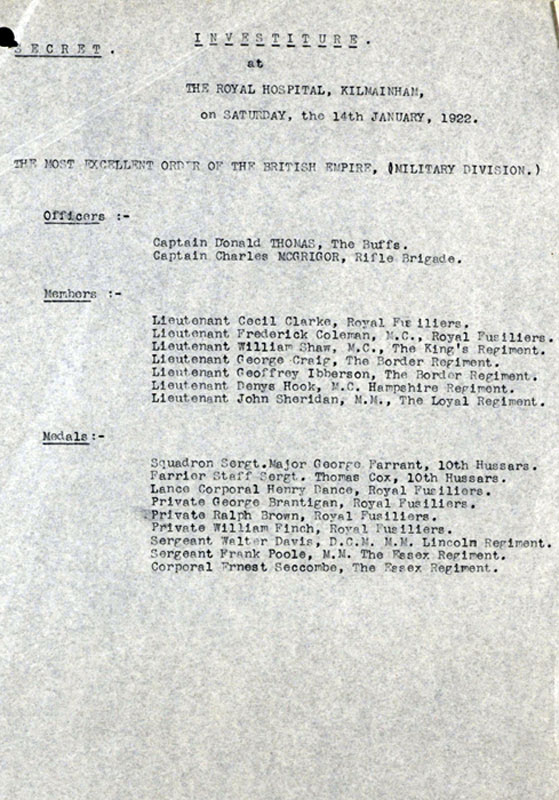 INVESTITURE.
SECRET.
at
THE ROYAL HOSPITAL, KILMAINHAM,
on SATURDAY, the 14th JANUARY, 1922.
THE MOST EXCELLENT ORDER OF THE BRITISH EMPIRE, (MILITARY DIVISION.)
Officers :-
Captain Donald THOMAS, The Buffs.
Captain Charles MCGRIGOR, Rifle Brigade.
Members :-
Lieutenant Cecil Clarke, Royal Fusiliers.
Lieutenant Frederick Coleman, M.C., Royal Fusiliers.
Lieutenant William Shaw, M.C., The King's Regiment.
Lieutenant George Craig, The Border Regiment.
Lieutenant Geoffrey Ibberson, The Border Regiment.
Lieutenant Denys Hook, M.C. Hampshire Regiment.
Lieutenant John Sheridan, M.M., The Loyal Regiment.
Medals:-
Squadron Sergt.Major George Farrant, 10th Hussars.
Farrier Staff Sergt. Thomas Cox, 10th Hussars.
Lance Corporal Henry Dance, Royal Fusiliers.
Private George Brantigan, Royal Fusiliers.
Private Ralph Brown, Royal Fusiliers.
Private William Finch, Royal Fusiliers.
Sergeant Walter Davis, D.C.M. M.M. Lincoln Regiment.
Sergeant Frank Poole, M.M. The Essex Regiment.
Corporal Ernest Seccombe, The Essex Regiment.